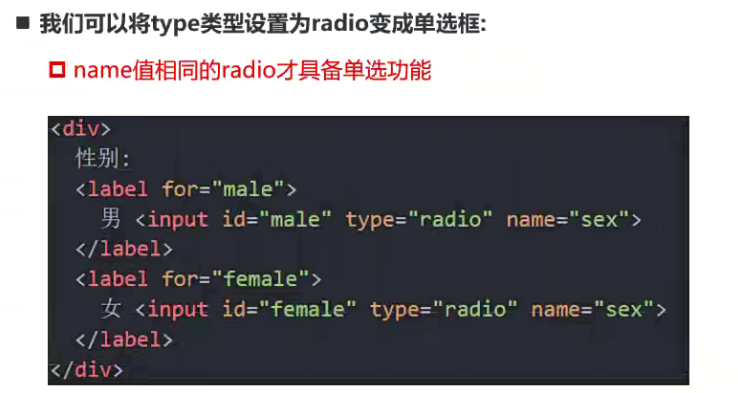 我们可以将type类型设置为radio变成单选框:
name值相同的radio才具备单选功能
<div>
性别:
<label for="male">
男 <input id="male" type="radio" name="sex">
</label>
<label for="female">
女 <input id="female" type="radio" name="sex">
</label>
</div>